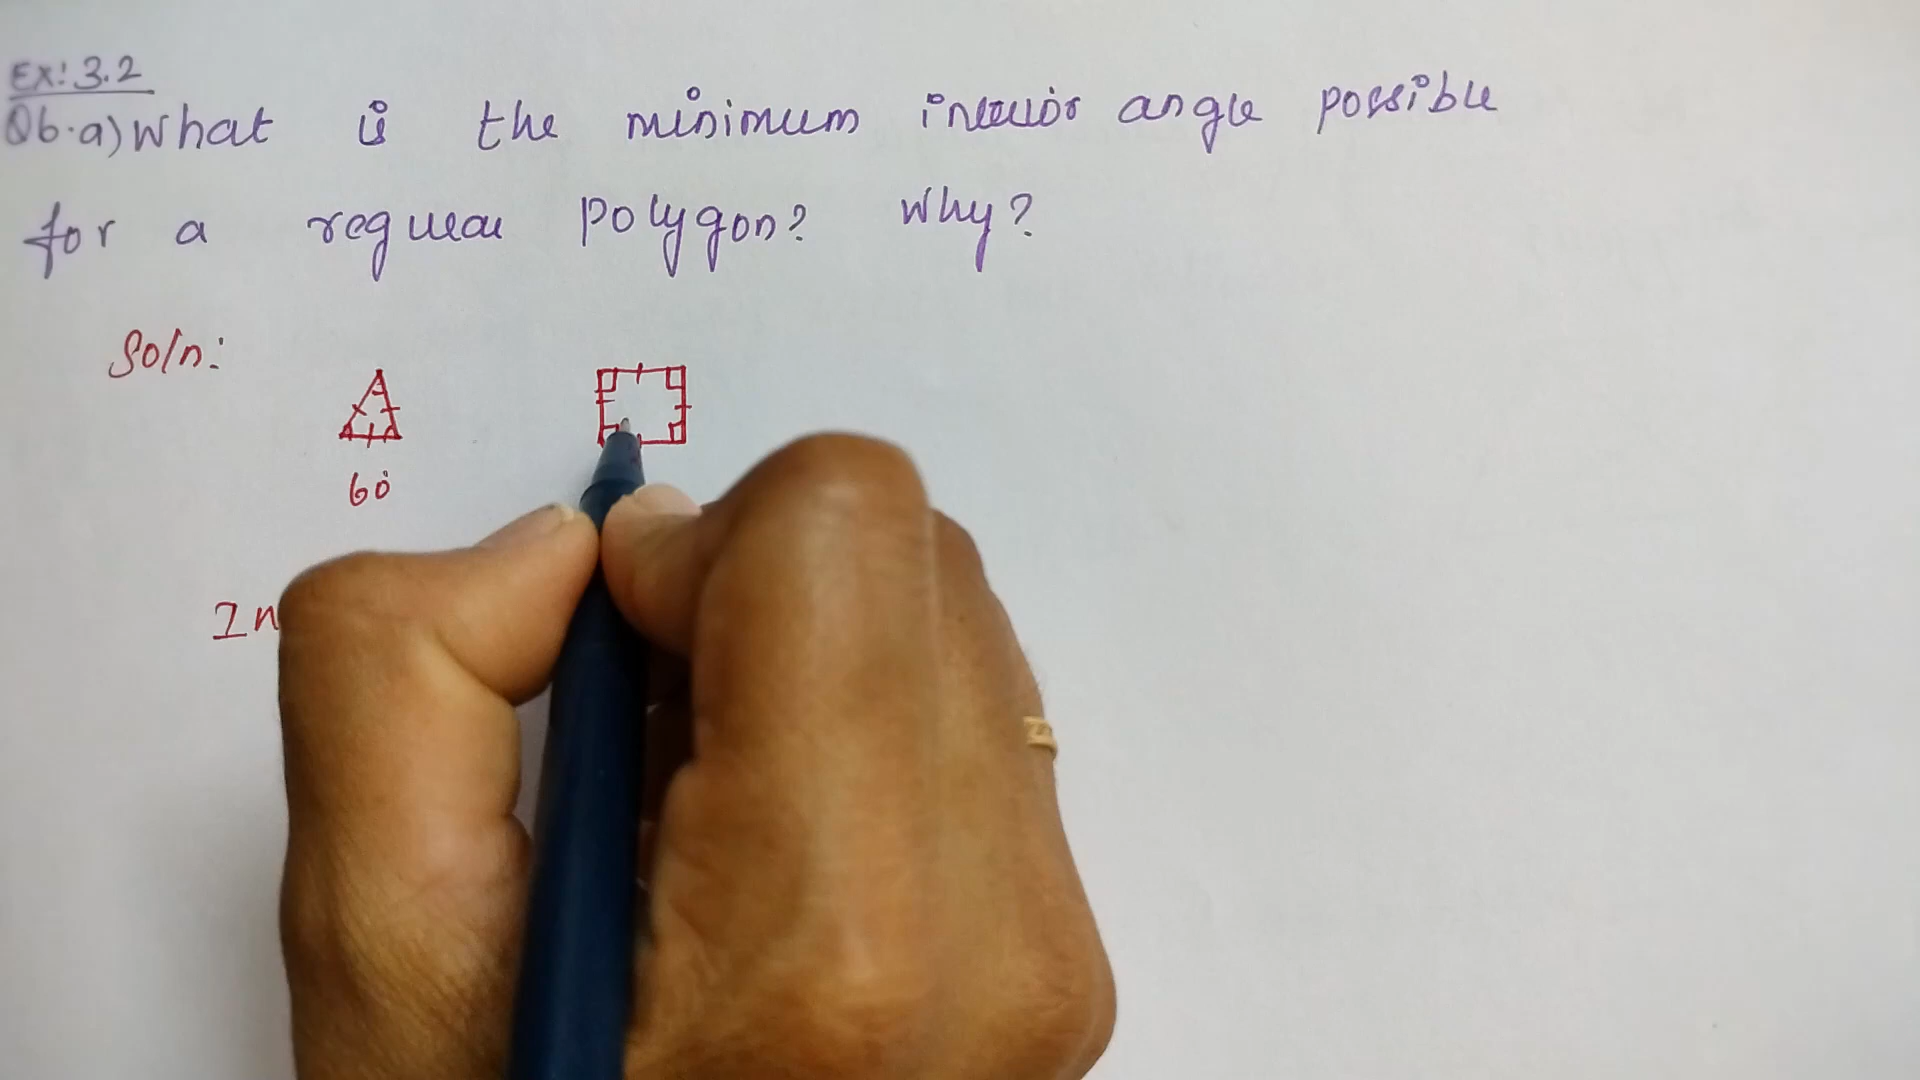 Ex: 3.2
Q6.a) What is the minimum interior angle possible
for a regular polygon? Why?
Soln:
60°
In